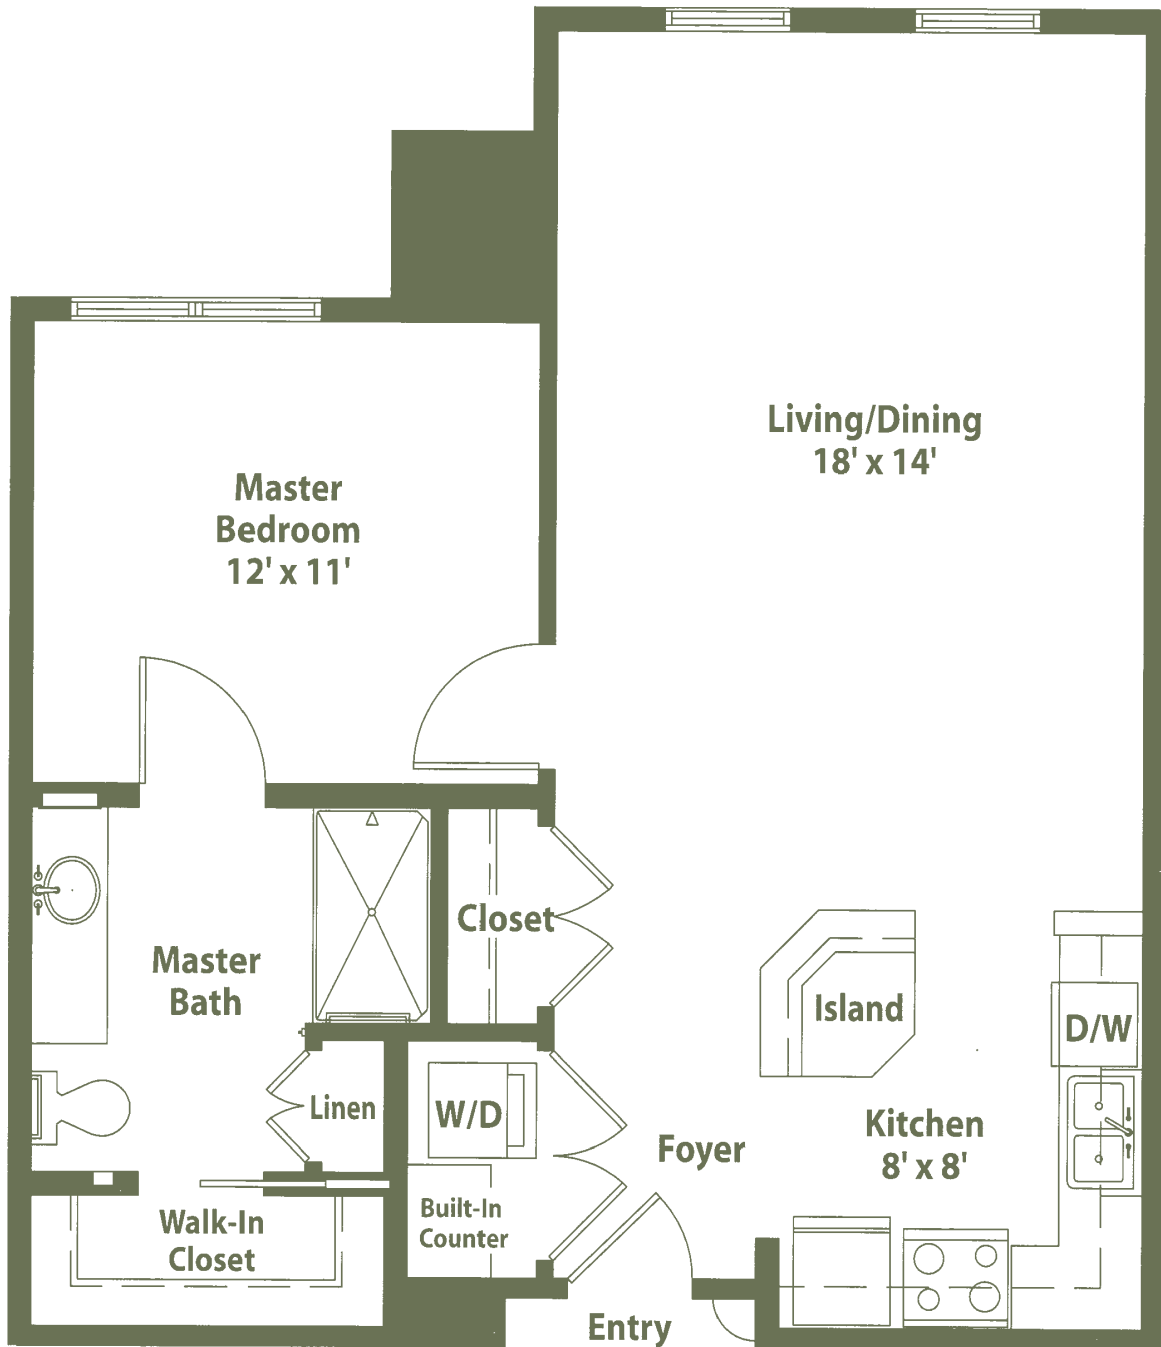 Living/Dining
18' x 14'
Master
Bedroom
12' x 11'
Closet
Master
Bath
Island
D/W
Linen
W/D
Foyer
Kitchen
8' x 8'
Built-In
Counter
Walk-In
Closet
Entry